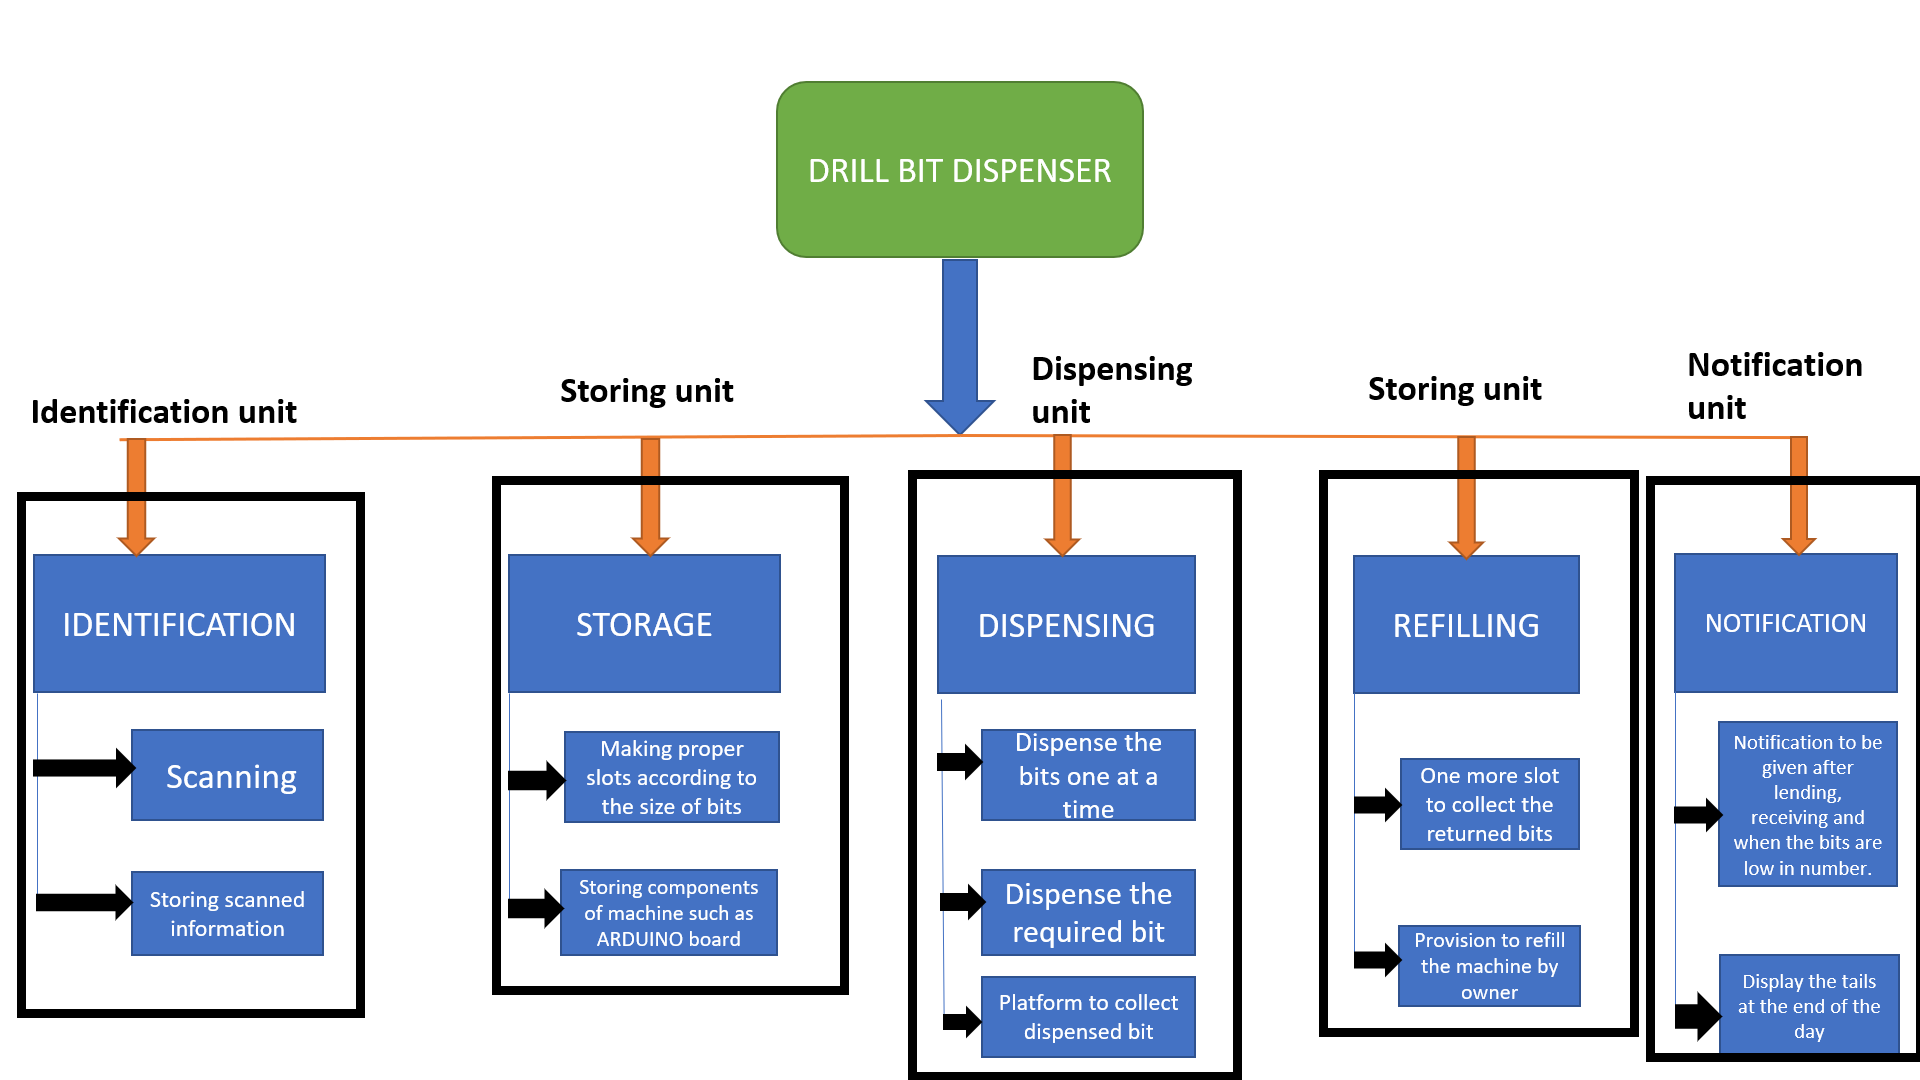 DRILL BIT DISPENSER
Identification unit
Storing unit
Dispensing
unit
Storing unit
Notification
unit
IDENTIFICATION
Scanning
Storing scanned
information
STORAGE
Making proper
slots according to
the size of bits
Storing components
of machine such as
ARDUINO board
DISPENSING
Dispense the
bits one at a
time
Dispense the
required bit
Platform to collect
dispensed bit
REFILLING
One more slot
to collect the
returned bits
Provision to refill
the machine by
owner
NOTIFICATION
Notification to be
given after
lending,
receiving and
when the bits are
low in number.
Display the tails
at the end of the
day